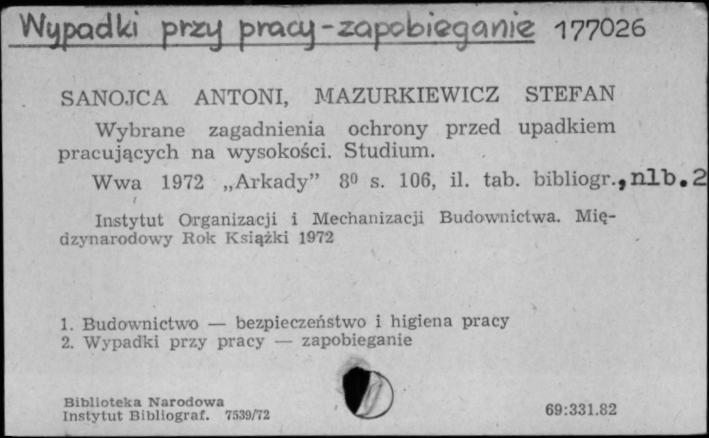 Wypadki przy pracy-zapobieganie 177026
SANOJCA ANTONI, MAZURKIEWICZ STEFAN
Wybrane zagadnienia ochrony przed upadkiem
pracujących na wysokości. Studium.
Wwa 1972 „Arkady” 8⁰ s. 106, il. tab. bibliogr.,nlb.2
Instytut Organizacji i Mechanizacji Budownictwa. Mię-
dzynarodowy Rok Książki 1972
1. Budownictwo — bezpieczeństwo i higiena pracy
2. Wypadki przy pracy — zapobieganie
Biblioteka Narodowa
Instytut Bibliograf. 7539/72
69:331.82